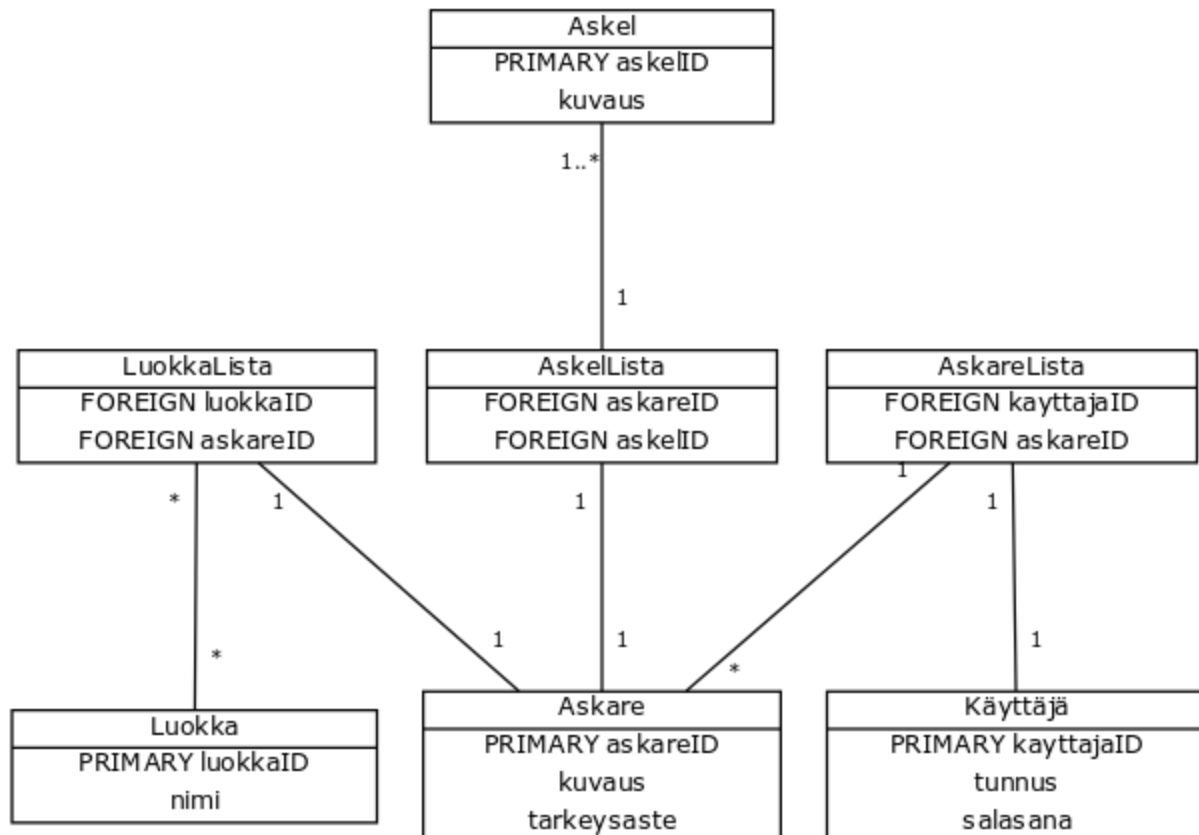 Askel
PRIMARY askelID
kuvaus
1..*
1
LuokkaLista
FOREIGN luokkaID
FOREIGN askareID
AskelLista
FOREIGN askareID
FOREIGN askelID
AskareLista
FOREIGN kayttajaID
FOREIGN askareID
*
1
1
1
1
*
1
1
*
1
Luokka
PRIMARY luokkaID
nimi
Askare
PRIMARY askareID
kuvaus
tarkeysaste
Käyttäjä
PRIMARY kayttajaID
tunnus
salasana